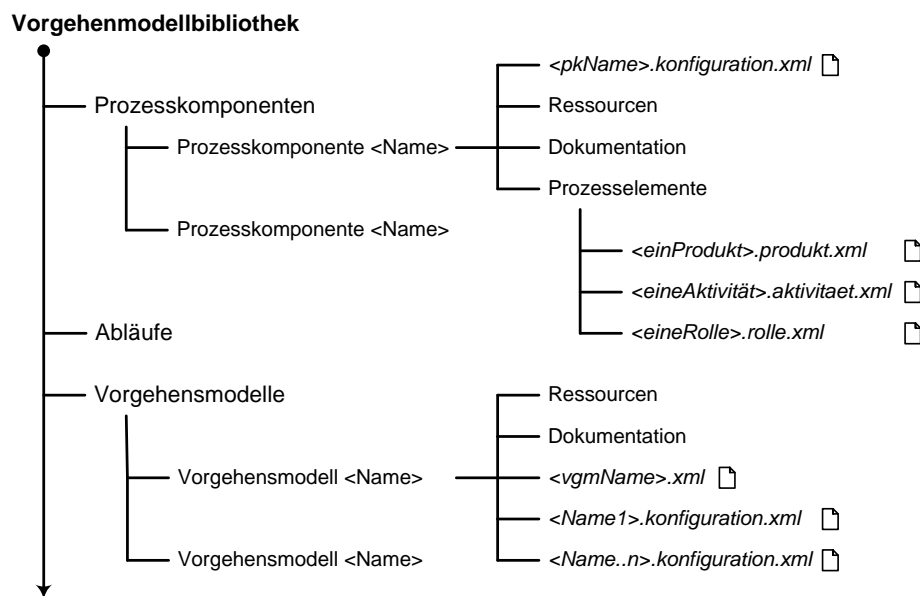 Vorgehenmodellbibliothek
<pkName>.konfiguration.xml
Prozesskomponenten
Ressourcen
Prozesskomponente <Name>
Dokumentation
Prozesselemente
Prozesskomponente <Name>
<einProdukt>.produkt.xml
<eineAktivität>.aktivitaet.xml
Abläufe
<eineRolle>.rolle.xml
Vorgehensmodelle
Ressourcen
Dokumentation
Vorgehensmodell <Name>
<vgmName>.xml
<Name1>.konfiguration.xml
Vorgehensmodell <Name>
<Name..n>.konfiguration.xml